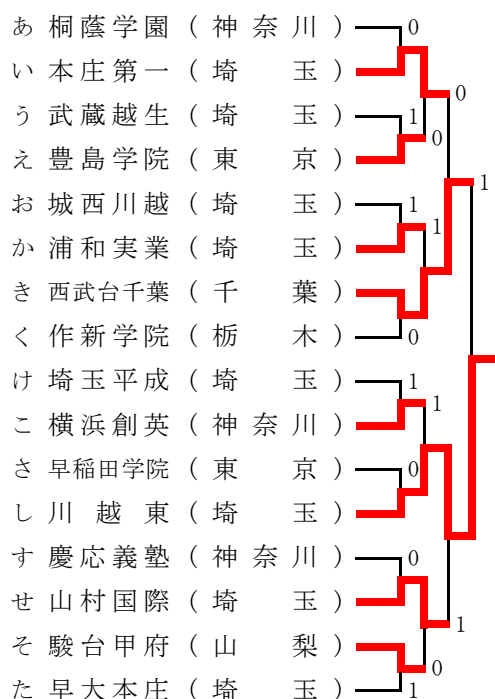 あ 桐蔭学園 ( 神奈川 ) 0
い 本庄第一 ( 埼玉 )
0
う 武蔵越生 ( 埼玉 ) 1
0
え 豊島学院 ( 東京 )
1
お 城西川越 ( 埼玉 ) 1
1
か 浦和実業 ( 埼玉 )
き 西武台千葉 ( 千葉 )
く 作新学院 ( 栃木 ) 0
け 埼玉平成 ( 埼玉 ) 1
1
こ 横浜創英 ( 神奈川 )
さ 早稲田学院 ( 東京 ) 0
し 川越東 ( 埼玉 )
す 慶応義塾 ( 神奈川 ) 0
せ 山村国際 ( 埼玉 )
1
そ 駿台甲府 ( 山梨 )
0
た 早大本庄 ( 埼玉 ) 1